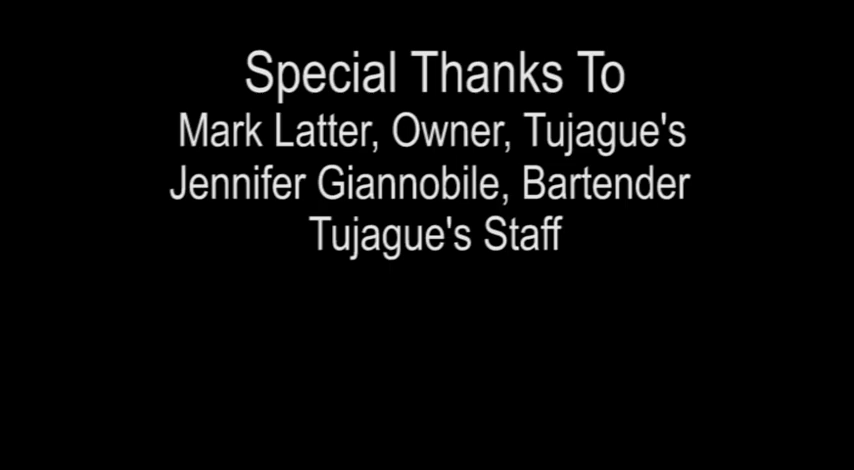 Special Thanks To
Mark Latter, Owner, Tujague's
Jennifer Giannobile, Bartender
Tujague's Staff